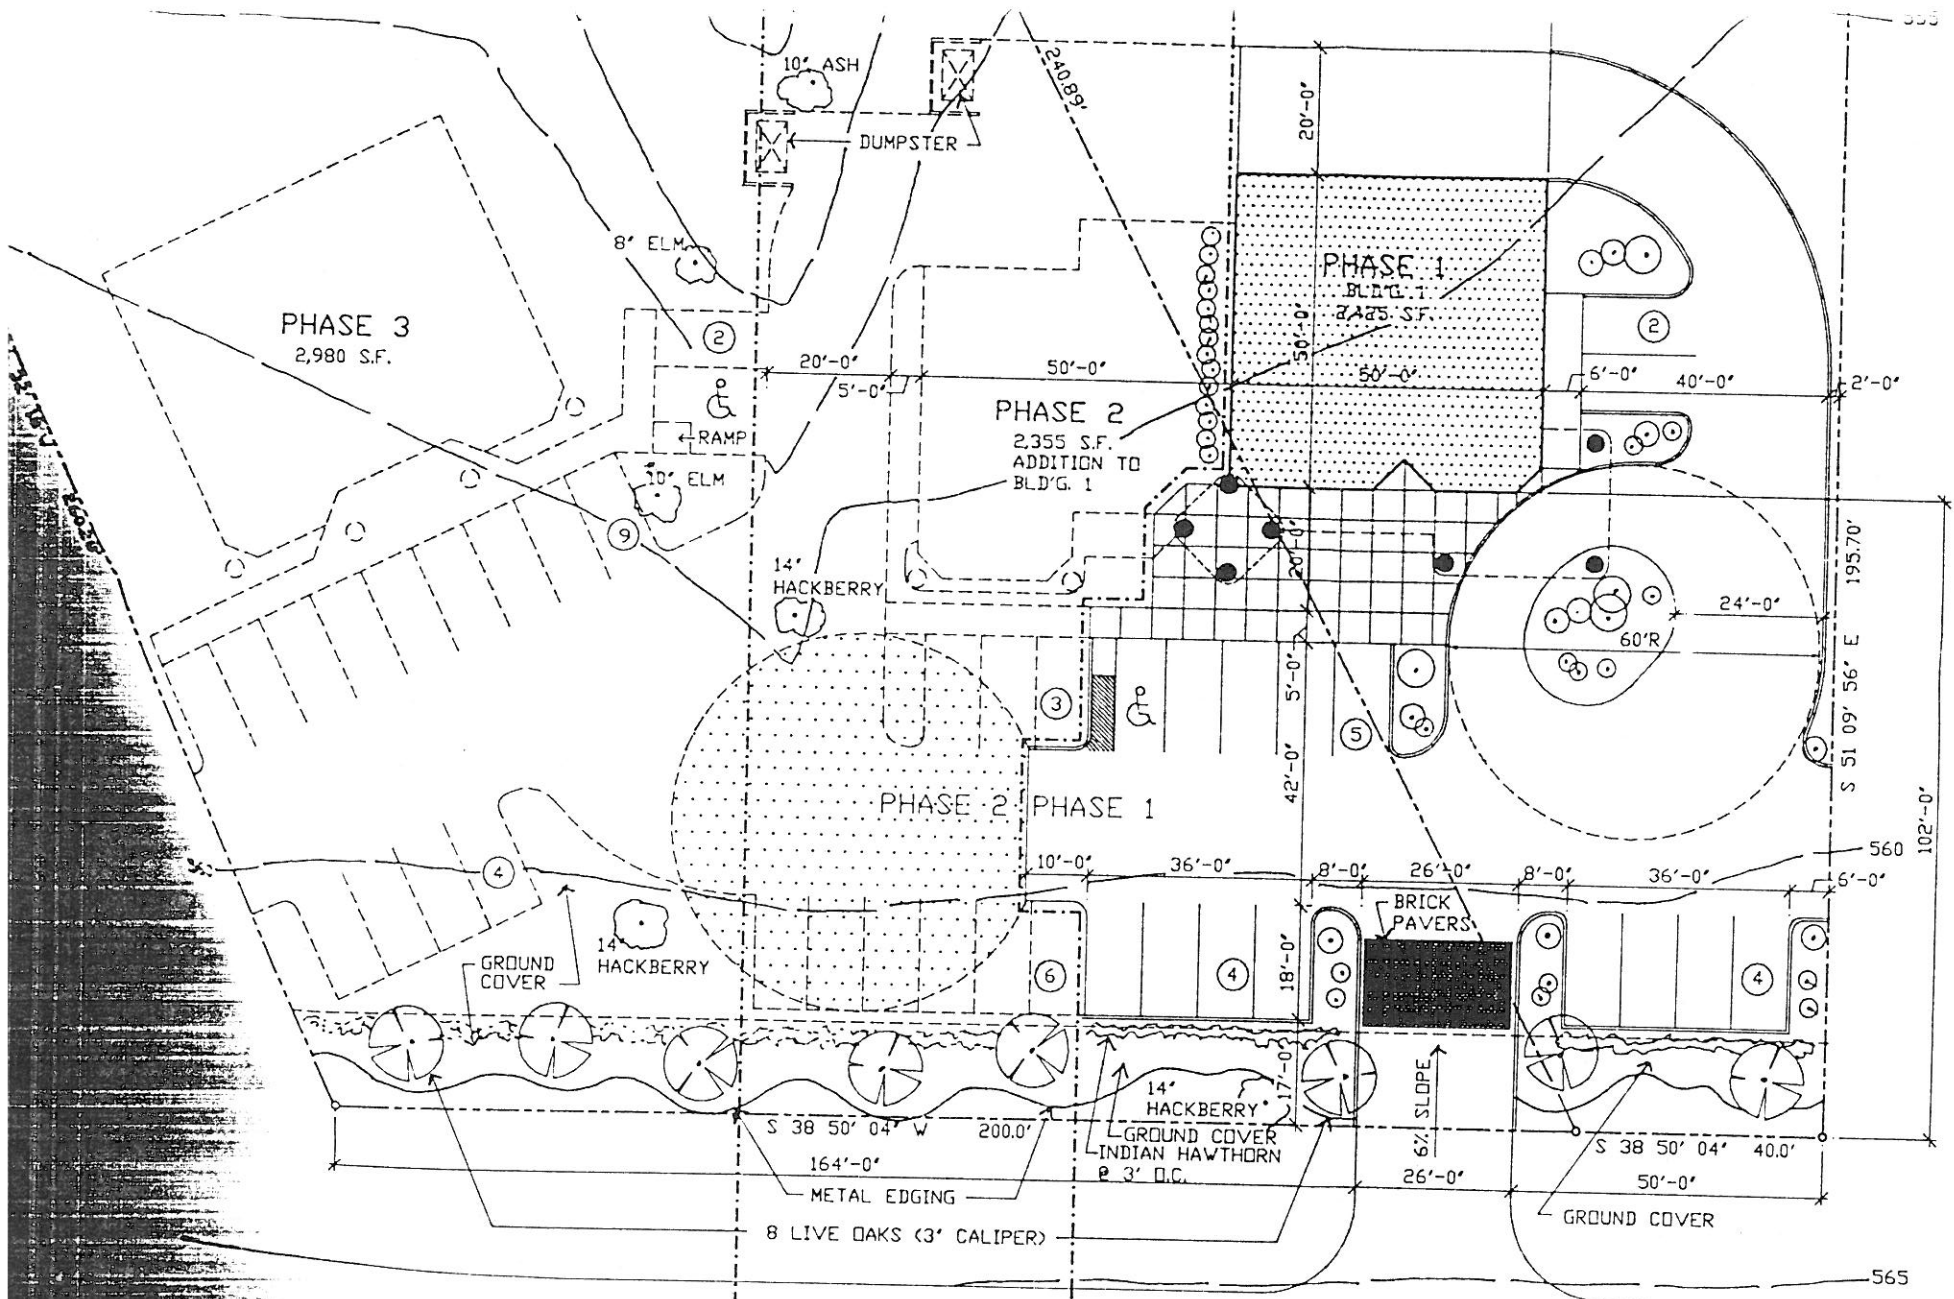 555
10" ASH
240.89'
20'-0"
DUMPSTER
8" ELM
PHASE 1
BLD'G. 1
2,425 S.F.
PHASE 3
2,980 S.F.
2
2
20'-0"
5'-0"
50'-0"
50'-0"
50'-0"
6'-0"
40'-0"
2'-0"
PHASE 2
2,355 S.F.
ADDITION TO
BLD'G. 1
RAMP
10" ELM
9
14"
HACKBERRY
20'-0"
24'-0"
60'R
S 51 09' 56" E 195.70'
3
5'-0"
5
42'-0"
PHASE 2
PHASE 1
102'-0"
560
10'-0"
36'-0"
8'-0"
26'-0"
8'-0"
36'-0"
6'-0"
4
BRICK
PAVERS
14"
HACKBERRY
GROUND
COVER
6
4
18'-0"
4
17'-0"
14"
HACKBERRY
6% SLOPE
S 38 50' 04" W 200.0'
GROUND COVER
INDIAN HAWTHORN
@ 3' O.C.
S 38 50' 04" 40.0'
164'-0"
26'-0"
50'-0"
METAL EDGING
GROUND COVER
8 LIVE OAKS (3" CALIPER)
565